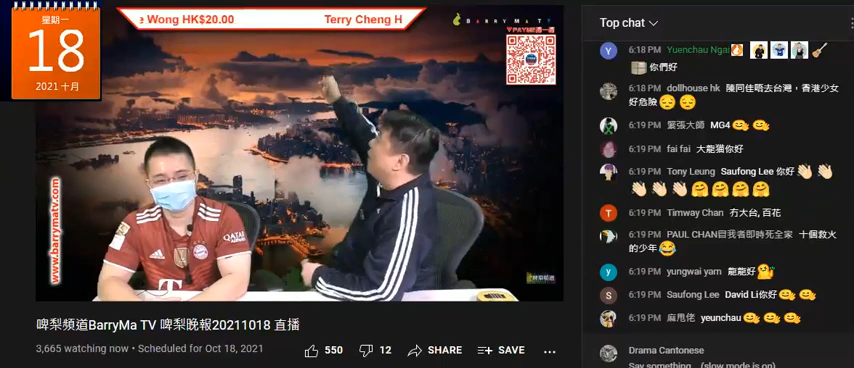 星期一
18
2021 十月
e Wong HK$20.00
Terry Cheng H
BARRYMATV
www.barrymatv.com
QATAR
啤梨頻道BarryMa TV 啤梨晚報20211018 直播
3,665 watching now • Scheduled for Oct 18, 2021
550
12
SHARE
SAVE
Top chat
6:18 PM Yuenchau Ngai
你們好
6:18 PM dollhouse hk 陳同佳唔去台灣，香港少女
好危險
6:19 PM 緊張大師 MG4
6:19 PM fai fai 大龍猫你好
6:19 PM Tony Leung Saufong Lee 你好
6:19 PM Timway Chan 冇大台, 百花
6:19 PM PAUL CHAN冚我者即時死全家 十個救火
的少年
6:19 PM yungwai yam 龍龍好
6:19 PM Saufong Lee David Li你好
6:19 PM 麻甩佬 yeunchau
Drama Cantonese
Say something... (slow mode is on)